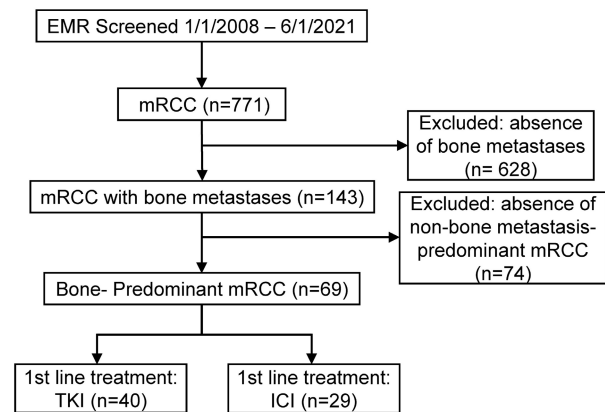 EMR Screened 1/1/2008 – 6/1/2021
mRCC (n=771)
Excluded: absence
of bone metastases
(n= 628)
mRCC with bone metastases (n=143)
Excluded: absence of
non-bone metastasis-
predominant mRCC
(n=74)
Bone- Predominant mRCC (n=69)
1st line treatment:
TKI (n=40)
1st line treatment:
ICI (n=29)